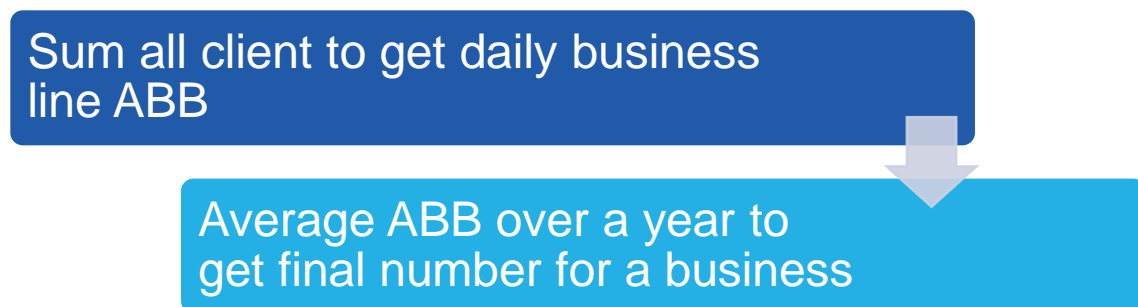 Sum all client to get daily business
line ABB
Average ABB over a year to
get final number for a business